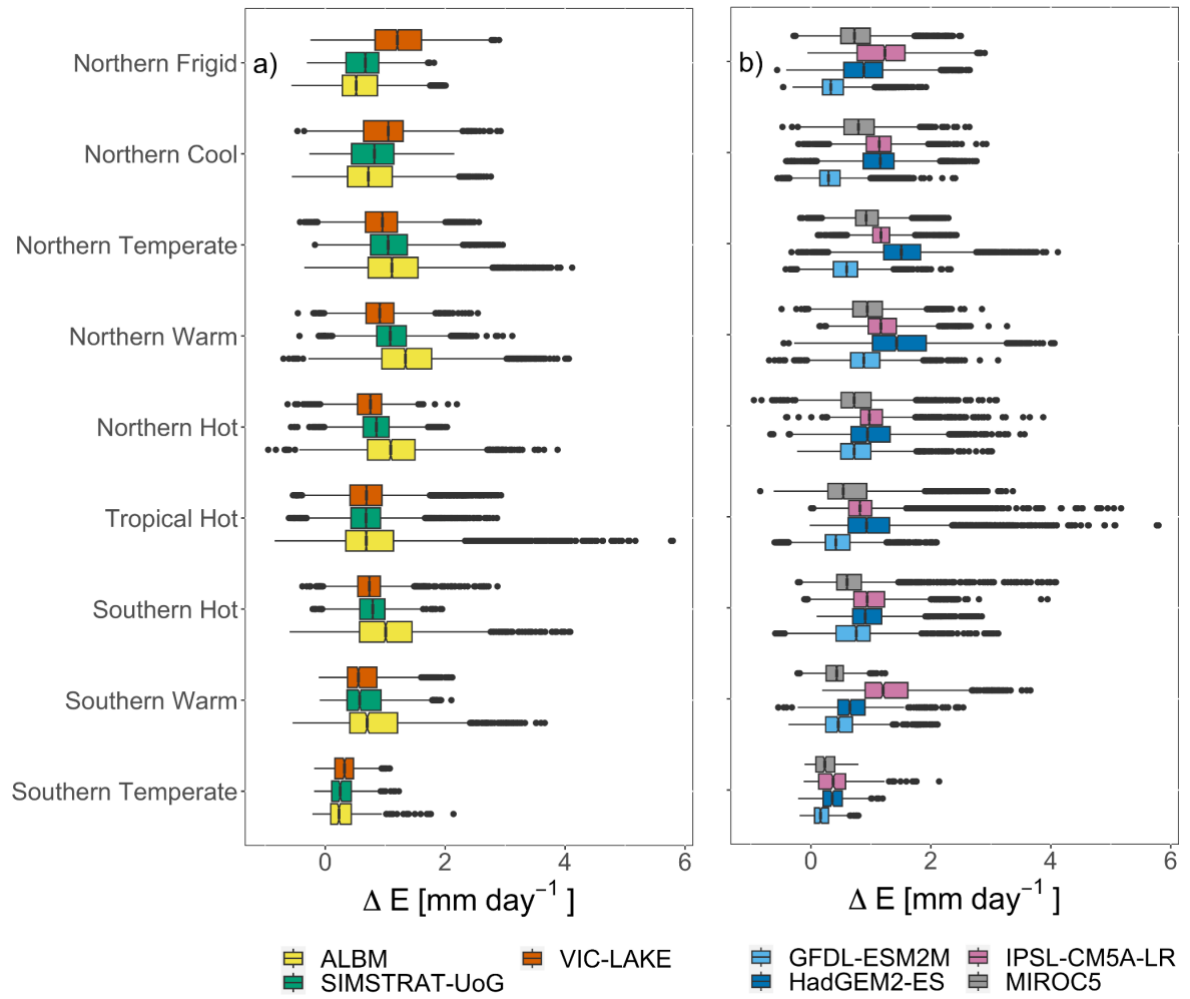 a)
b)
Northern Frigid
Northern Cool
Northern Temperate
Northern Warm
Northern Hot
Tropical Hot
Southern Hot
Southern Warm
Southern Temperate
0 2 4 6
0 2 4 6
Δ E [mm day⁻¹]
Δ E [mm day⁻¹]
ALBM
SIMSTRAT-UoG
VIC-LAKE
GFDL-ESM2M
HadGEM2-ES
IPSL-CM5A-LR
MIROC5